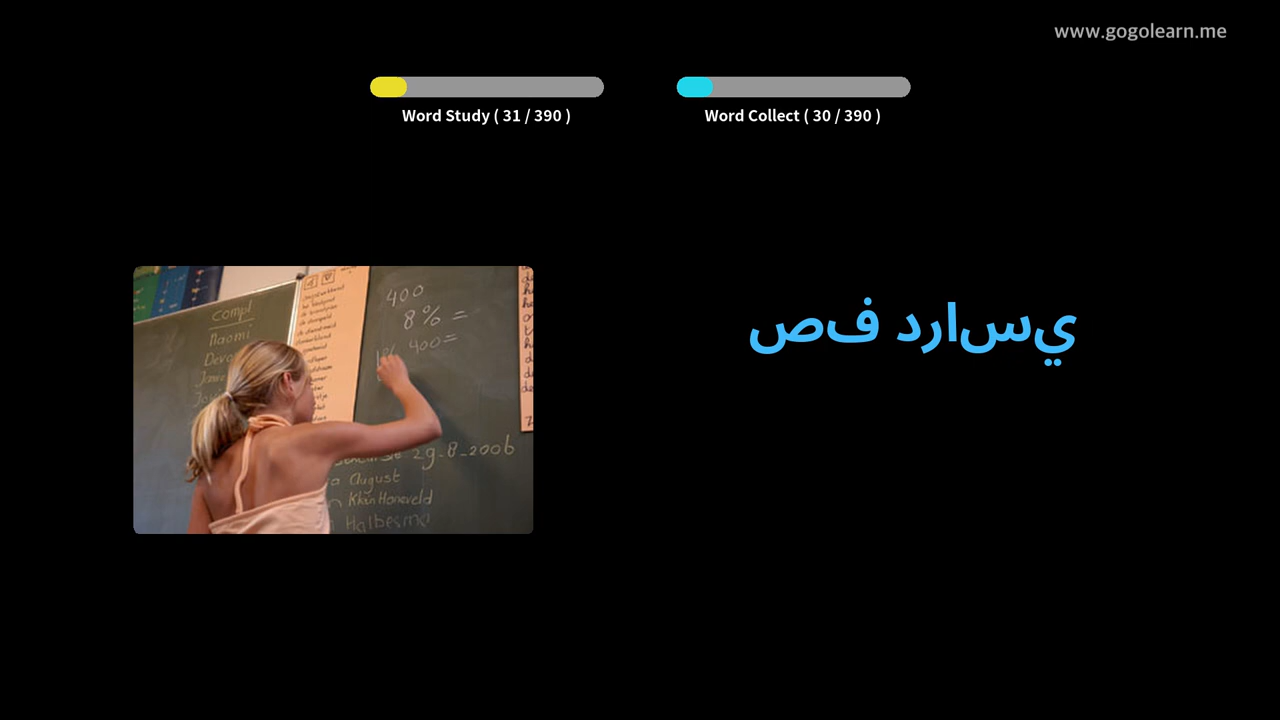 www.gogolearn.me
Word Study ( 31 / 390 )
Word Collect ( 30 / 390 )
صف دراسي
compl
Naomi
400
8% =
1% 400=
29-8-2006
August